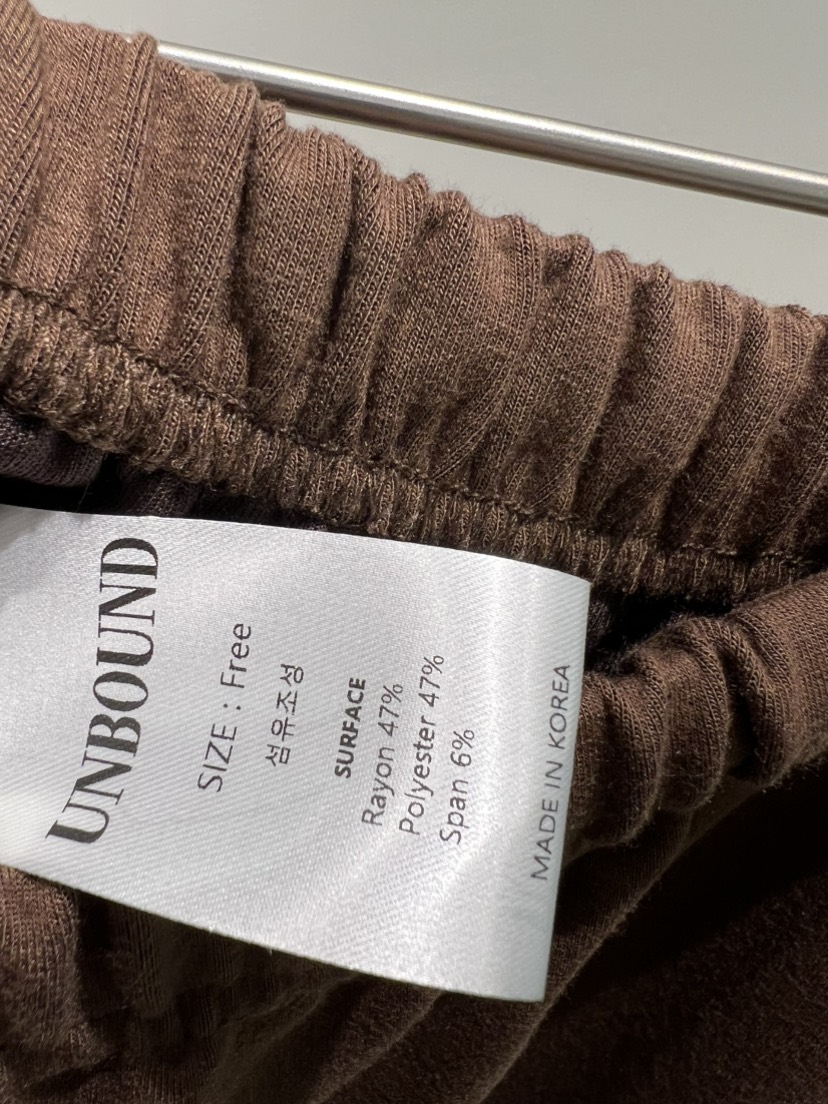 UNBOUND
SIZE : Free
섬유조성
SURFACE
Rayon 47%
Polyester 47%
Span 6%
MADE IN KOREA